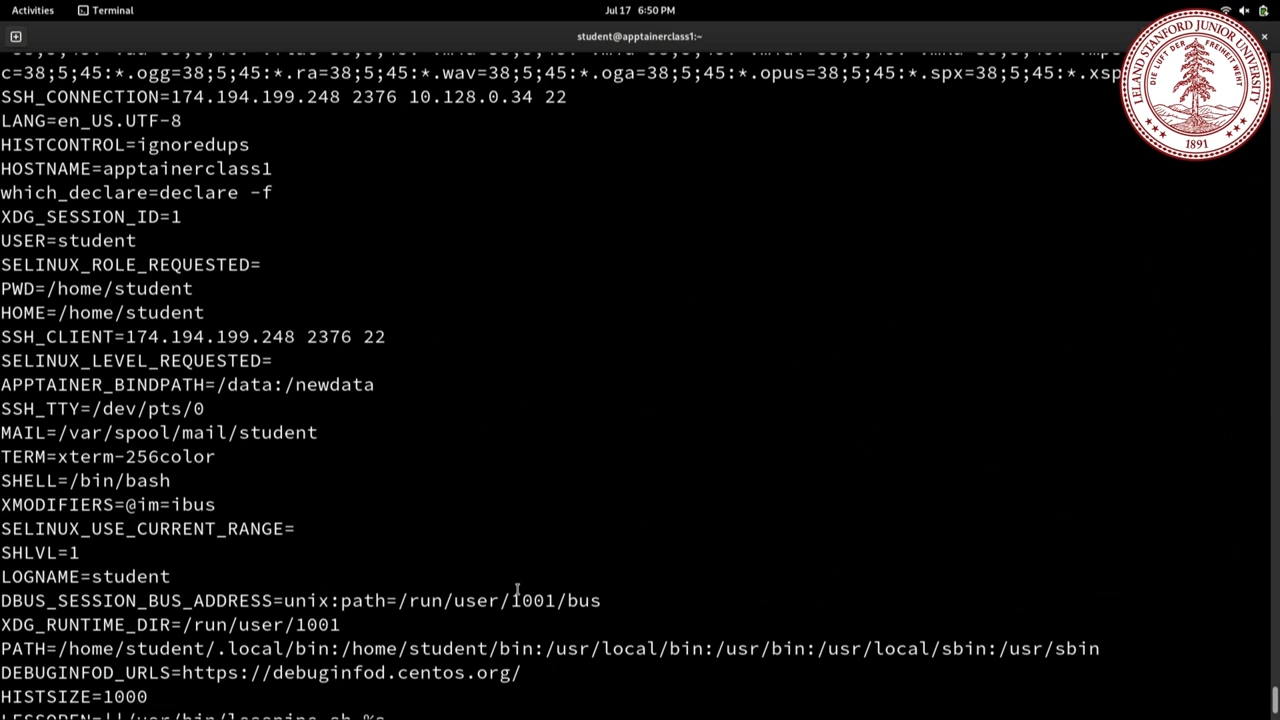 Activities
Terminal
Jul 17 6:50 PM
student@apptainerclass1:~
c=38;5;45:*.ogg=38;5;45:*.ra=38;5;45:*.wav=38;5;45:*.oga=38;5;45:*.opus=38;5;45:*.spx=38;5;45:*.xsp
SSH_CONNECTION=174.194.199.248 2376 10.128.0.34 22
LANG=en_US.UTF-8
HISTCONTROL=ignoredups
HOSTNAME=apptainerclass1
which_declare=declare -f
XDG_SESSION_ID=1
USER=student
SELINUX_ROLE_REQUESTED=
PWD=/home/student
HOME=/home/student
SSH_CLIENT=174.194.199.248 2376 22
SELINUX_LEVEL_REQUESTED=
APPTAINER_BINDPATH=/data:/newdata
SSH_TTY=/dev/pts/0
MAIL=/var/spool/mail/student
TERM=xterm-256color
SHELL=/bin/bash
XMODIFIERS=@im=ibus
SELINUX_USE_CURRENT_RANGE=
SHLVL=1
LOGNAME=student
DBUS_SESSION_BUS_ADDRESS=unix:path=/run/user/1001/bus
XDG_RUNTIME_DIR=/run/user/1001
PATH=/home/student/.local/bin:/home/student/bin:/usr/local/bin:/usr/bin:/usr/local/sbin:/usr/sbin
DEBUGINFOD_URLS=https://debuginfod.centos.org/
HISTSIZE=1000
LELAND STANFORD JUNIOR UNIVERSITY
DIE LUFT DER FREIHEIT WEHT
1891